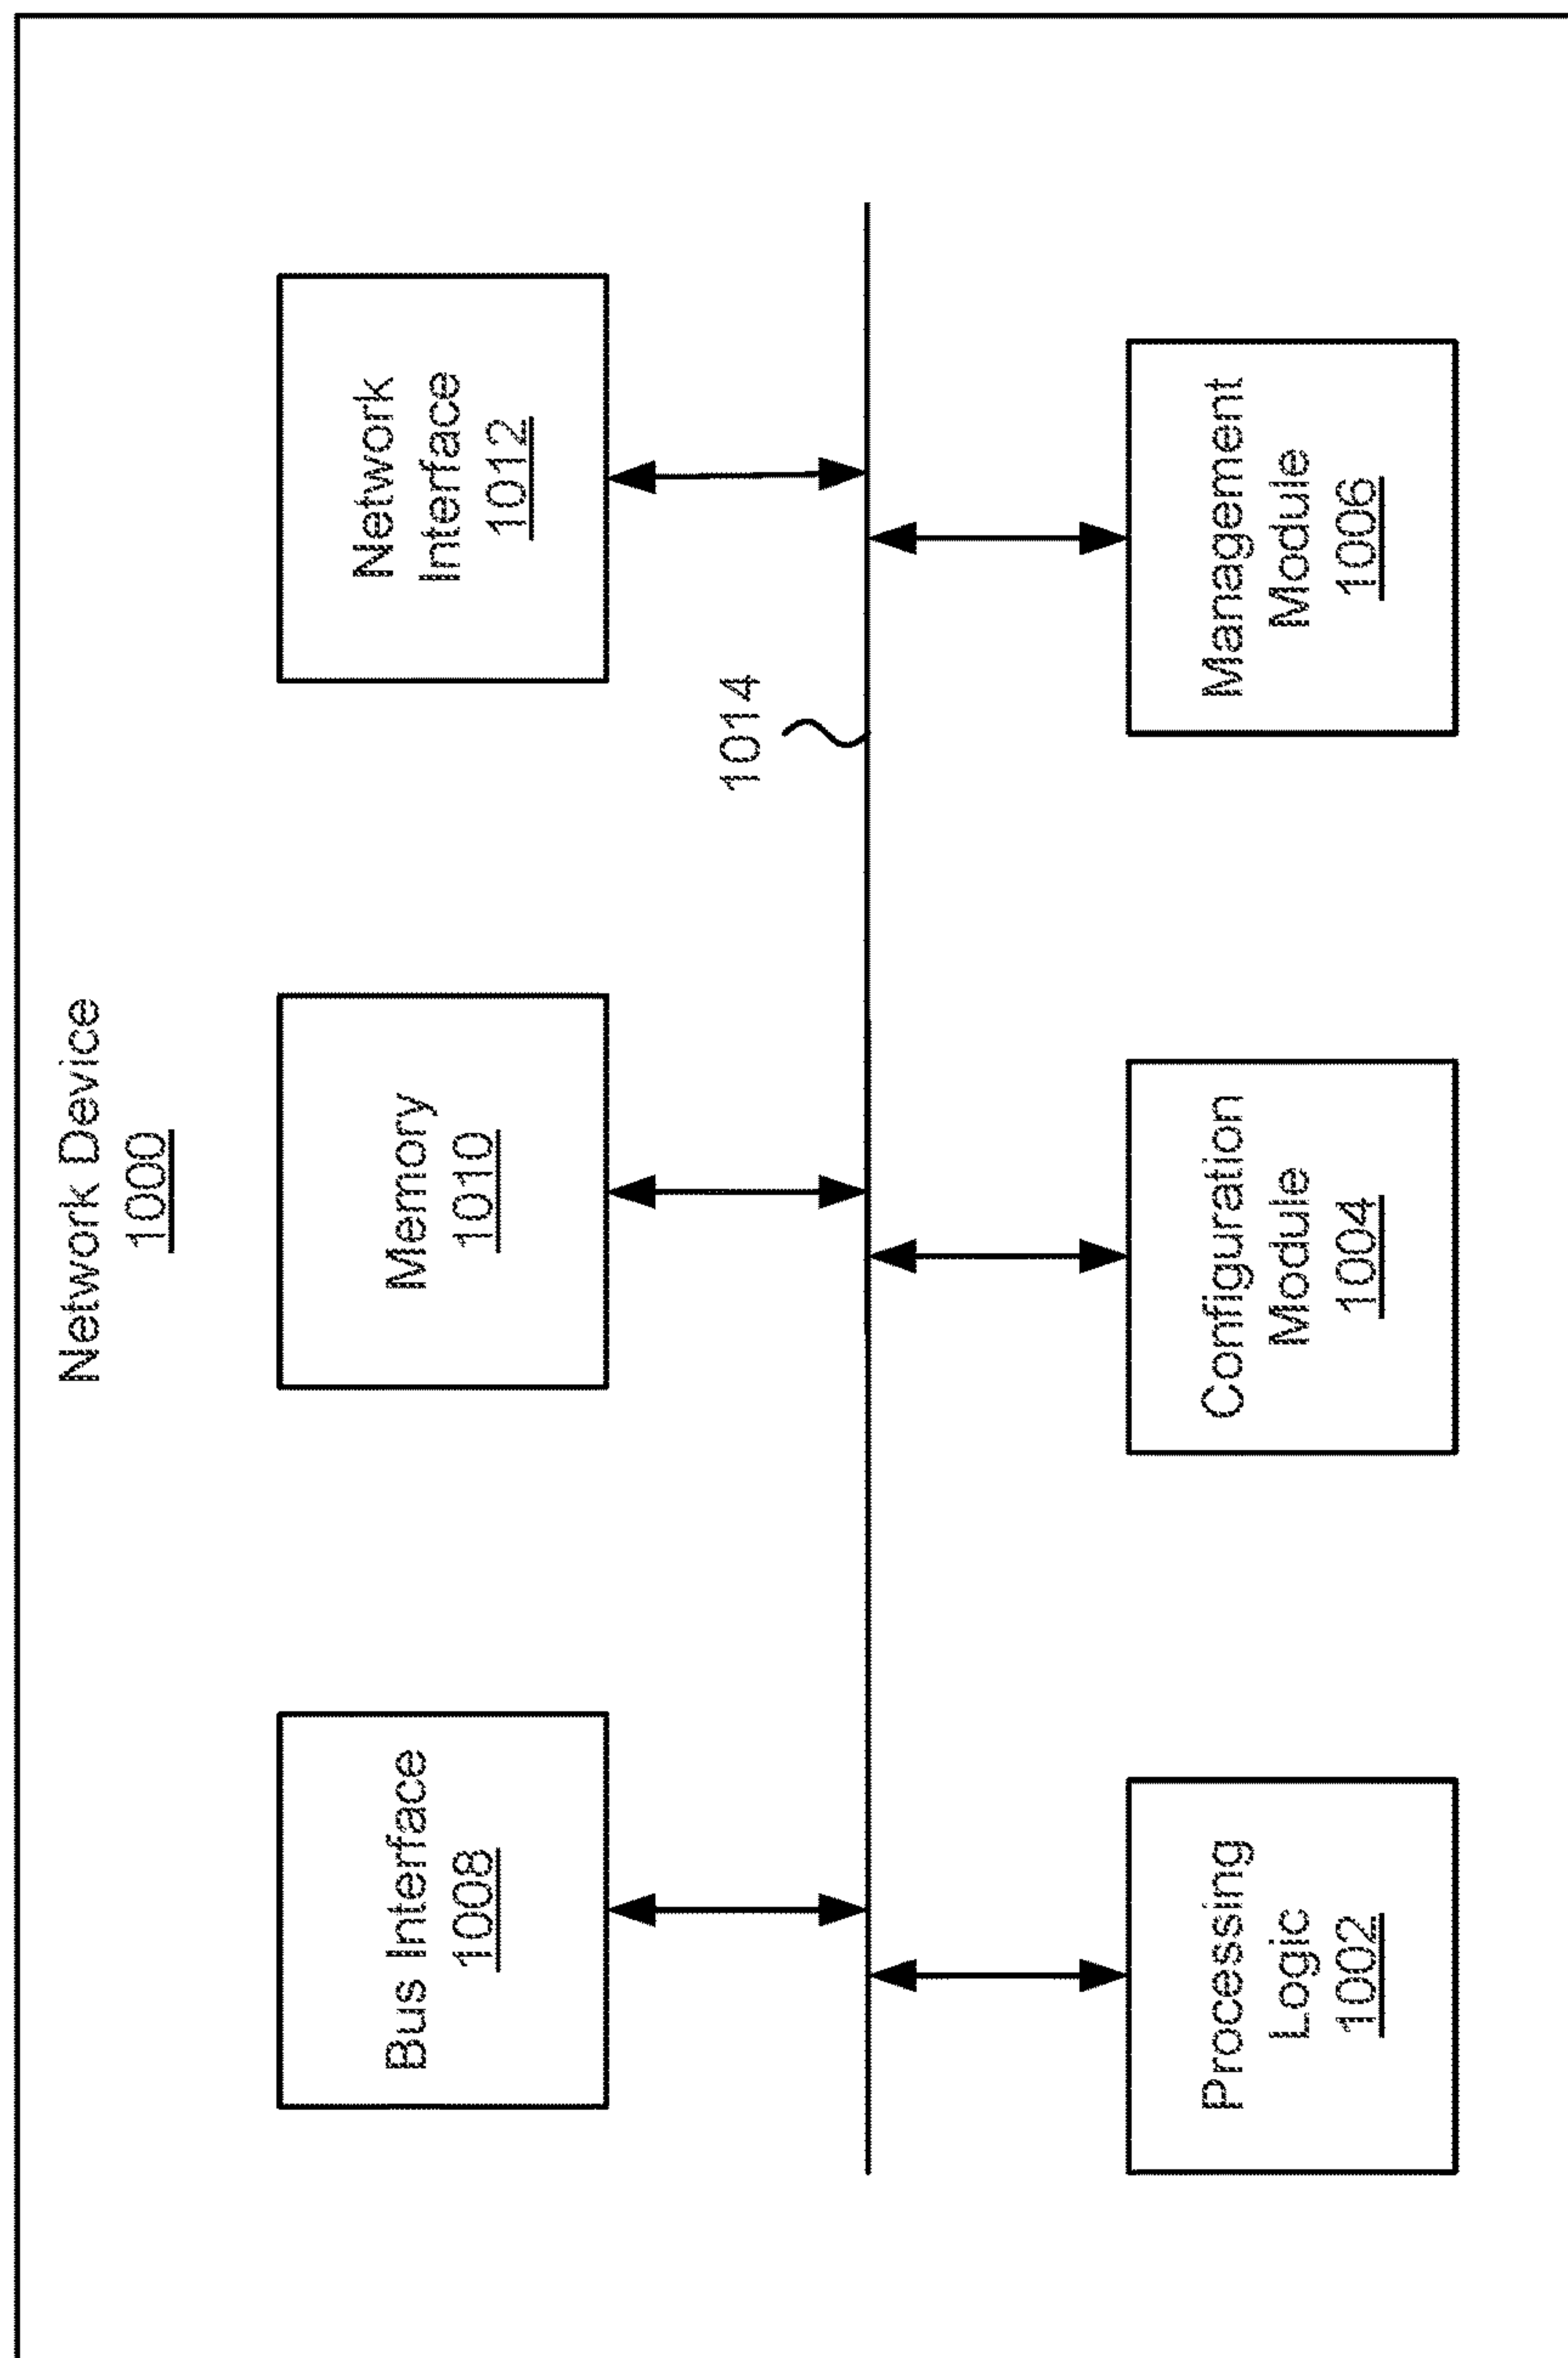 Network Device
1000
Bus Interface
1008
Memory
1010
Network
Interface
1012
1014
Processing
Logic
1002
Configuration
Module
1004
Management
Module
1006